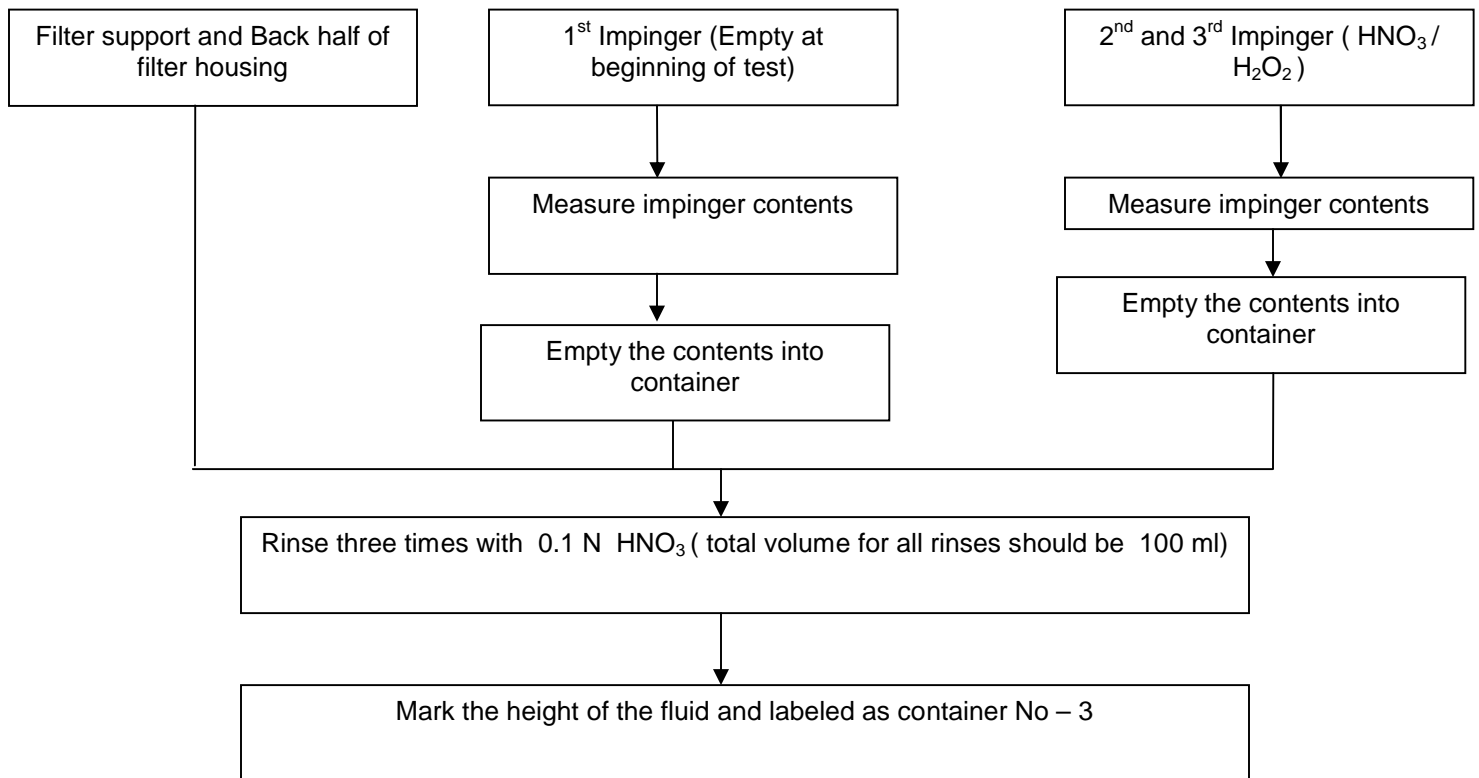 Filter support and Back half of
filter housing
1st Impinger (Empty at
beginning of test)
2nd and 3rd Impinger ( HNO3 /
H2O2 )
Measure impinger contents
Measure impinger contents
Empty the contents into
container
Empty the contents into
container
Rinse three times with 0.1 N HNO3 ( total volume for all rinses should be 100 ml)
Mark the height of the fluid and labeled as container No – 3